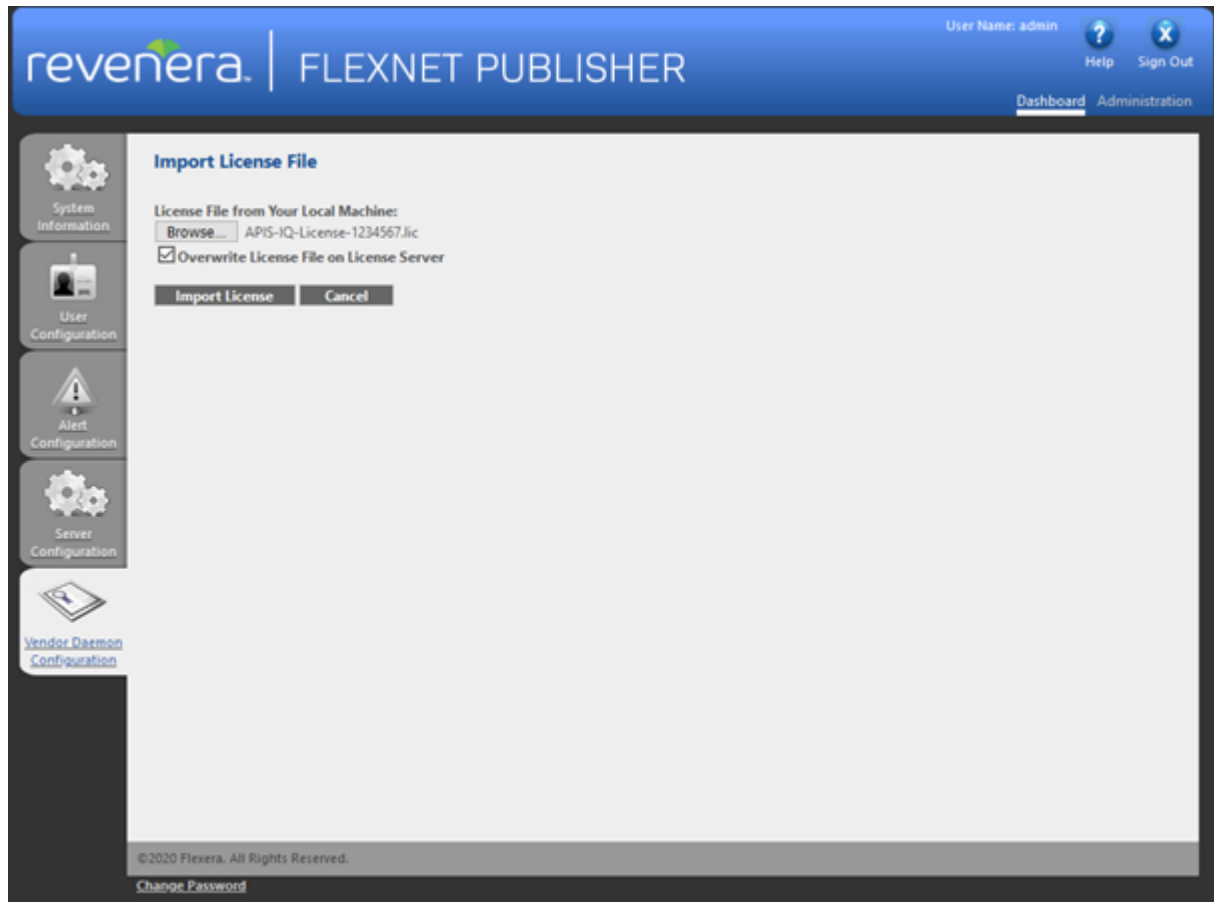 User Name: admin
? X
Help Sign Out
revenera. FLEXNET PUBLISHER
Dashboard Administration
System
Information
User
Configuration
Alert
Configuration
Server
Configuration
Vendor Daemon
Configuration
Import License File
License File from Your Local Machine:
Browse... APIS-IQ-License-1234567.lic
Overwrite License File on License Server
Import License Cancel
©2020 Flexera. All Rights Reserved.
Change Password